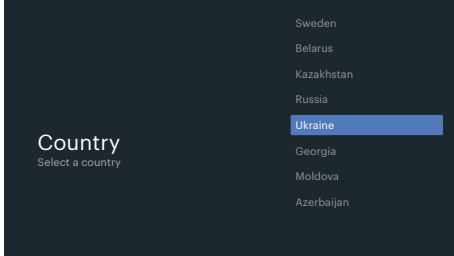 Country
Select a country
Sweden
Belarus
Kazakhstan
Russia
Ukraine
Georgia
Moldova
Azerbaijan